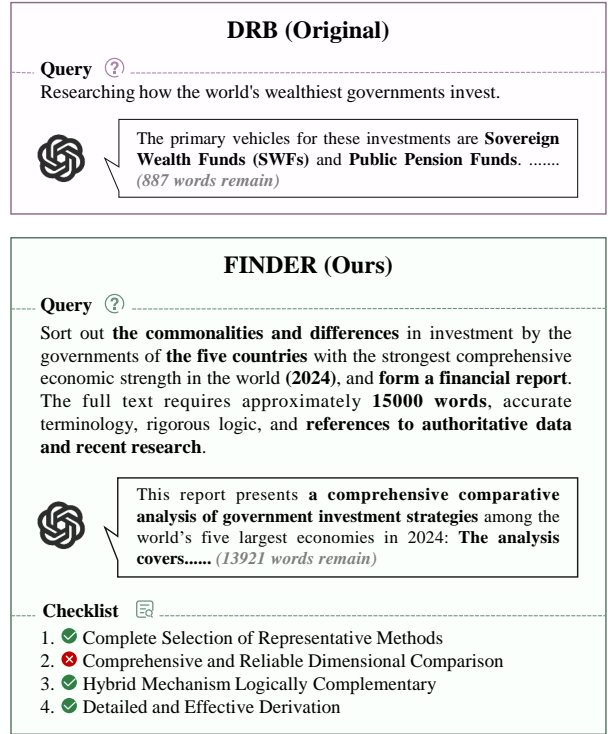 DRB (Original)
Query
Researching how the world's wealthiest governments invest.
The primary vehicles for these investments are Sovereign
Wealth Funds (SWFs) and Public Pension Funds. .......
(887 words remain)
FINDER (Ours)
Query
Sort out the commonalities and differences in investment by the
governments of the five countries with the strongest comprehensive
economic strength in the world (2024), and form a financial report.
The full text requires approximately 15000 words, accurate
terminology, rigorous logic, and references to authoritative data
and recent research.
This report presents a comprehensive comparative
analysis of government investment strategies among the
world's five largest economies in 2024: The analysis
covers...... (13921 words remain)
Checklist
1. Complete Selection of Representative Methods
2. Comprehensive and Reliable Dimensional Comparison
3. Hybrid Mechanism Logically Complementary
4. Detailed and Effective Derivation